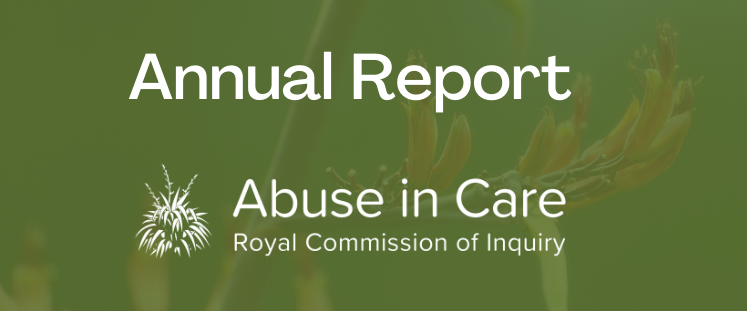 Annual Report
Abuse in Care
Royal Commission of Inquiry